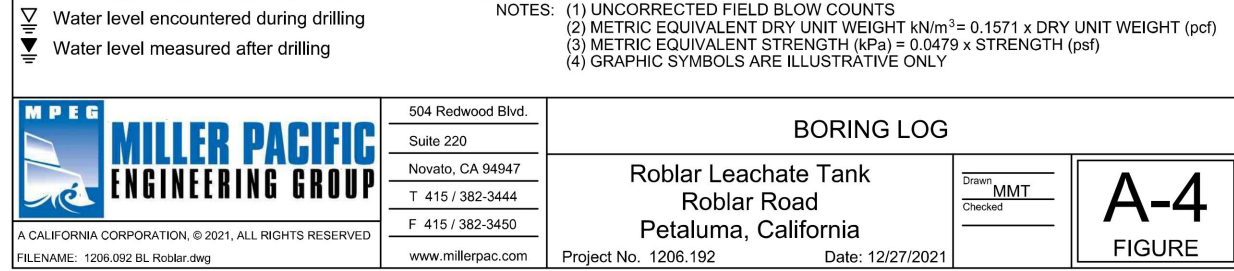 Water level encountered during drilling
Water level measured after drilling
NOTES: (1) UNCORRECTED FIELD BLOW COUNTS
(2) METRIC EQUIVALENT DRY UNIT WEIGHT kN/m³= 0.1571 x DRY UNIT WEIGHT (pcf)
(3) METRIC EQUIVALENT STRENGTH (kPa) = 0.0479 x STRENGTH (psf)
(4) GRAPHIC SYMBOLS ARE ILLUSTRATIVE ONLY
MPEG
MILLER PACIFIC
ENGINEERING GROUP
A CALIFORNIA CORPORATION, © 2021, ALL RIGHTS RESERVED
FILENAME: 1206.092 BL Roblar.dwg
504 Redwood Blvd.
Suite 220
Novato, CA 94947
T 415 / 382-3444
F 415 / 382-3450
www.millerpac.com
BORING LOG
Roblar Leachate Tank
Roblar Road
Petaluma, California
Project No. 1206.192 Date: 12/27/2021
Drawn
MMT
Checked
A-4
FIGURE